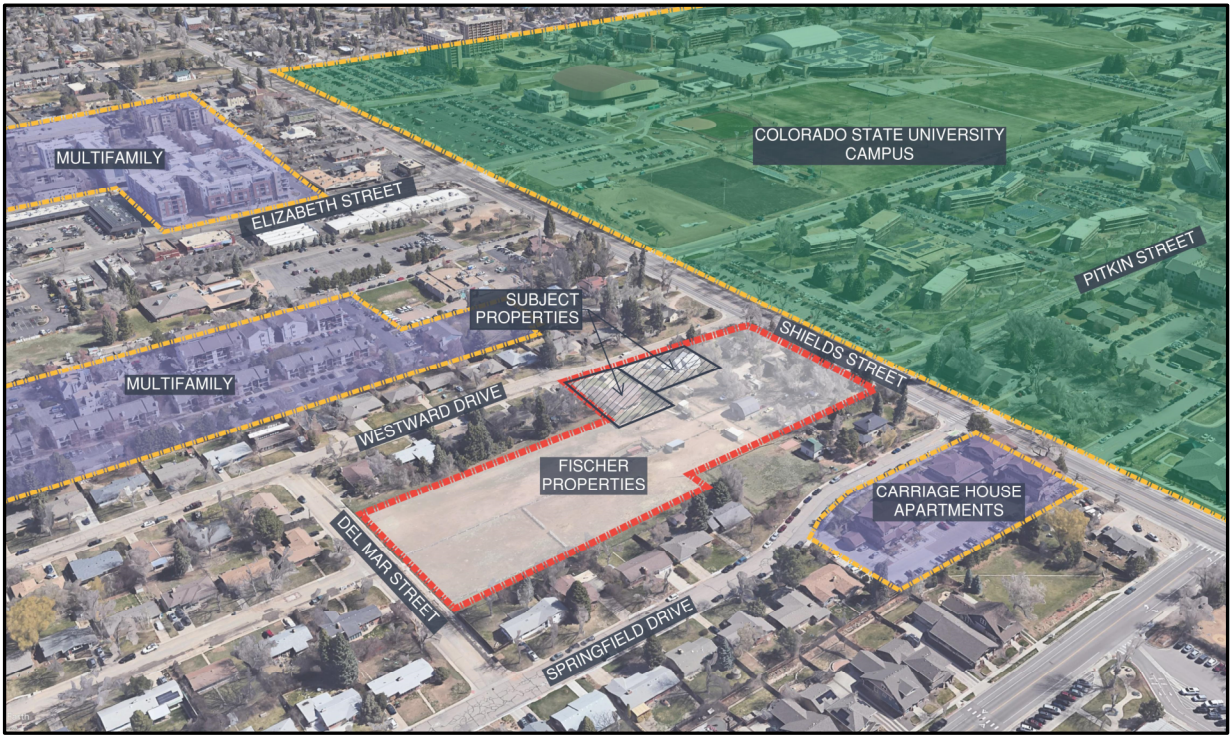 COLORADO STATE UNIVERSITY
CAMPUS
MULTIFAMILY
ELIZABETH STREET
PITKIN STREET
SUBJECT
PROPERTIES
SHIELDS STREET
MULTIFAMILY
WESTWARD DRIVE
FISCHER
PROPERTIES
CARRIAGE HOUSE
APARTMENTS
DEL MAR STREET
SPRINGFIELD DRIVE